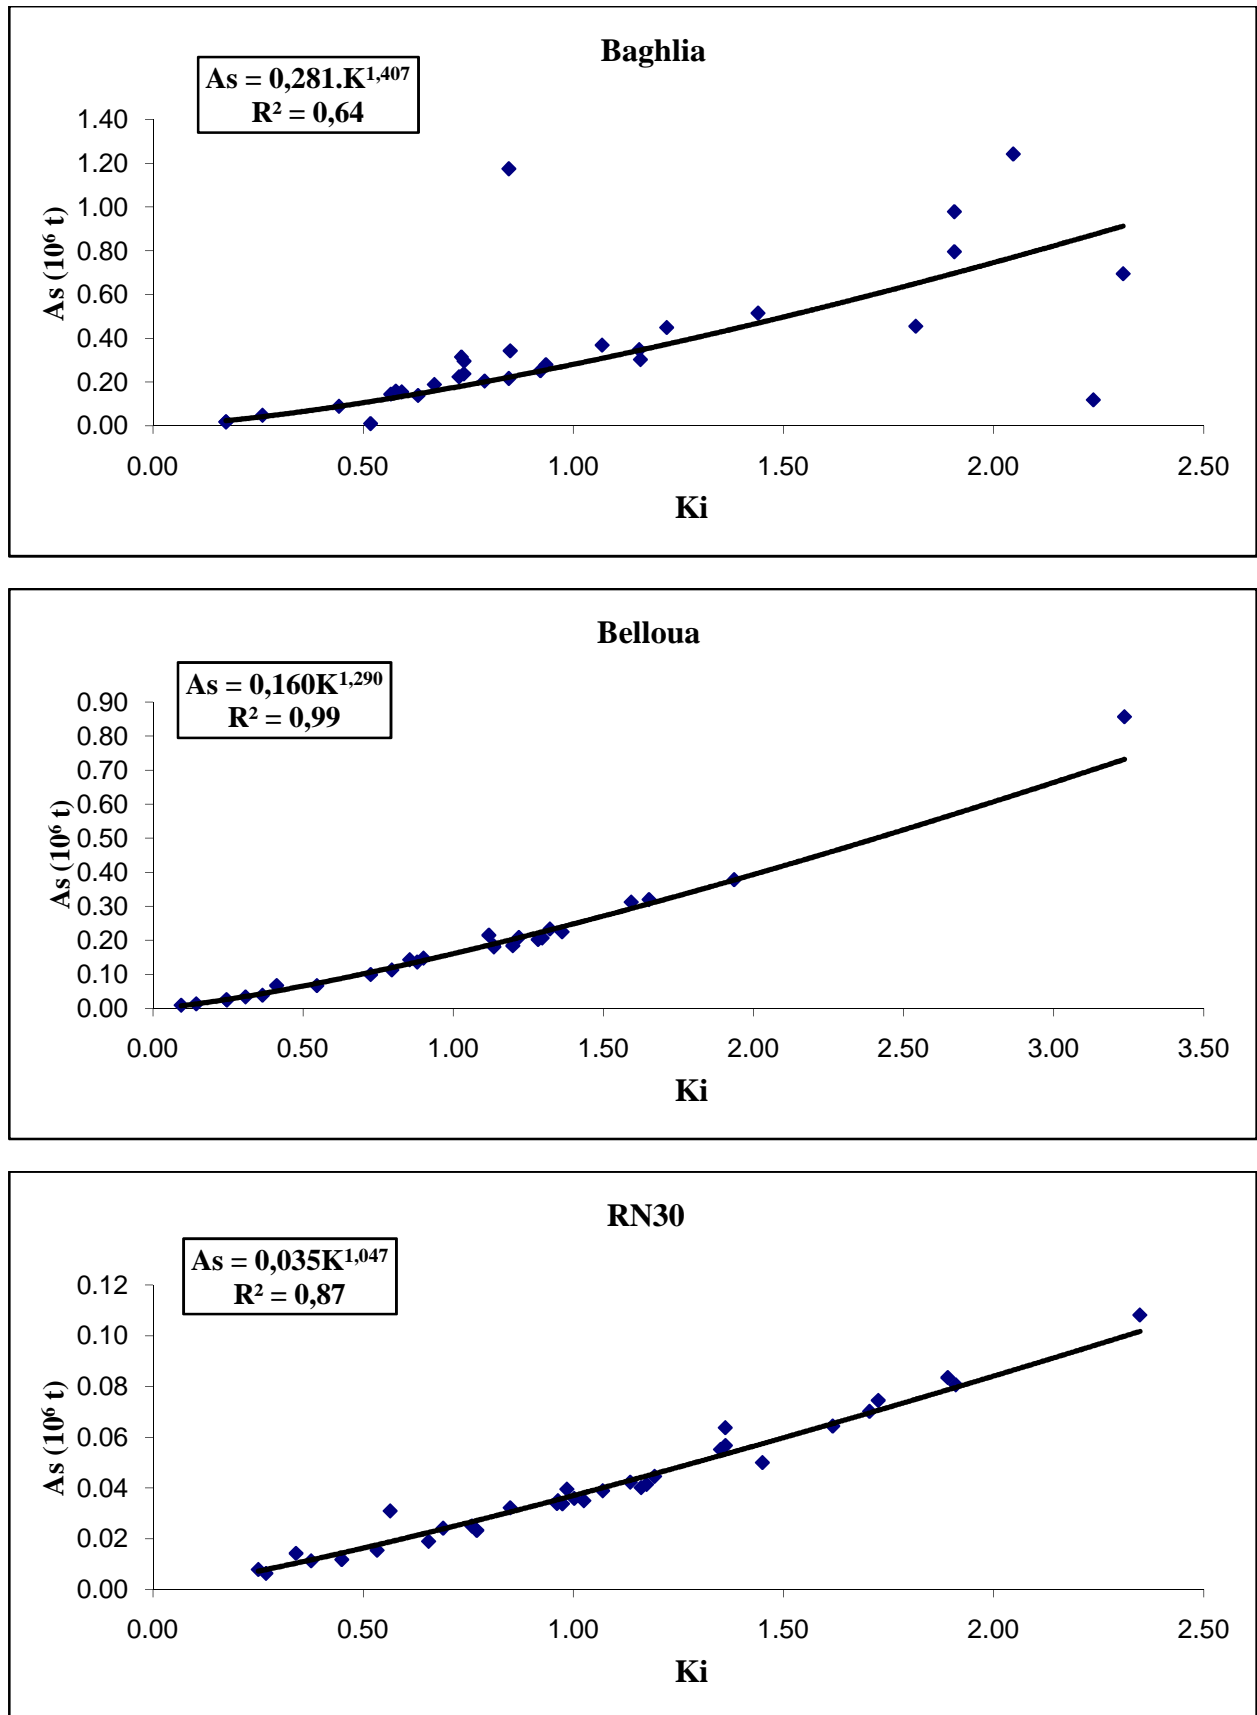 Baghlia
As = 0,281.K^1,407
R² = 0,64
1.40
1.20
1.00
0.80
0.60
0.40
0.20
0.00
As (10⁶ t)
0.00 0.50 1.00 1.50 2.00 2.50
Ki
Belloua
As = 0,160K^1,290
R² = 0,99
0.90
0.80
0.70
0.60
0.50
0.40
0.30
0.20
0.10
0.00
As (10⁶ t)
0.00 0.50 1.00 1.50 2.00 2.50 3.00 3.50
Ki
RN30
As = 0,035K^1,047
R² = 0,87
0.12
0.10
0.08
0.06
0.04
0.02
0.00
As (10⁶ t)
0.00 0.50 1.00 1.50 2.00 2.50
Ki